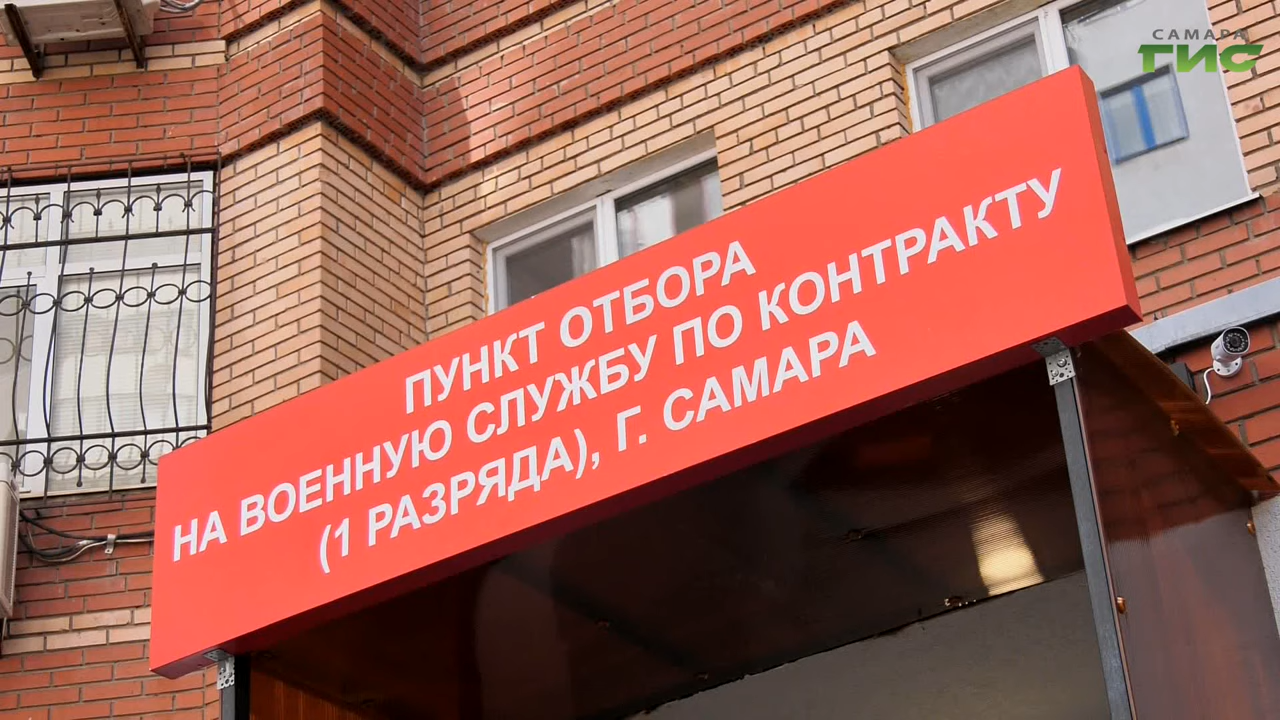 САМАРА
ГИС
ПУНКТ ОТБОРА
НА ВОЕННУЮ СЛУЖБУ ПО КОНТРАКТУ
(1 РАЗРЯДА), Г. САМАРА